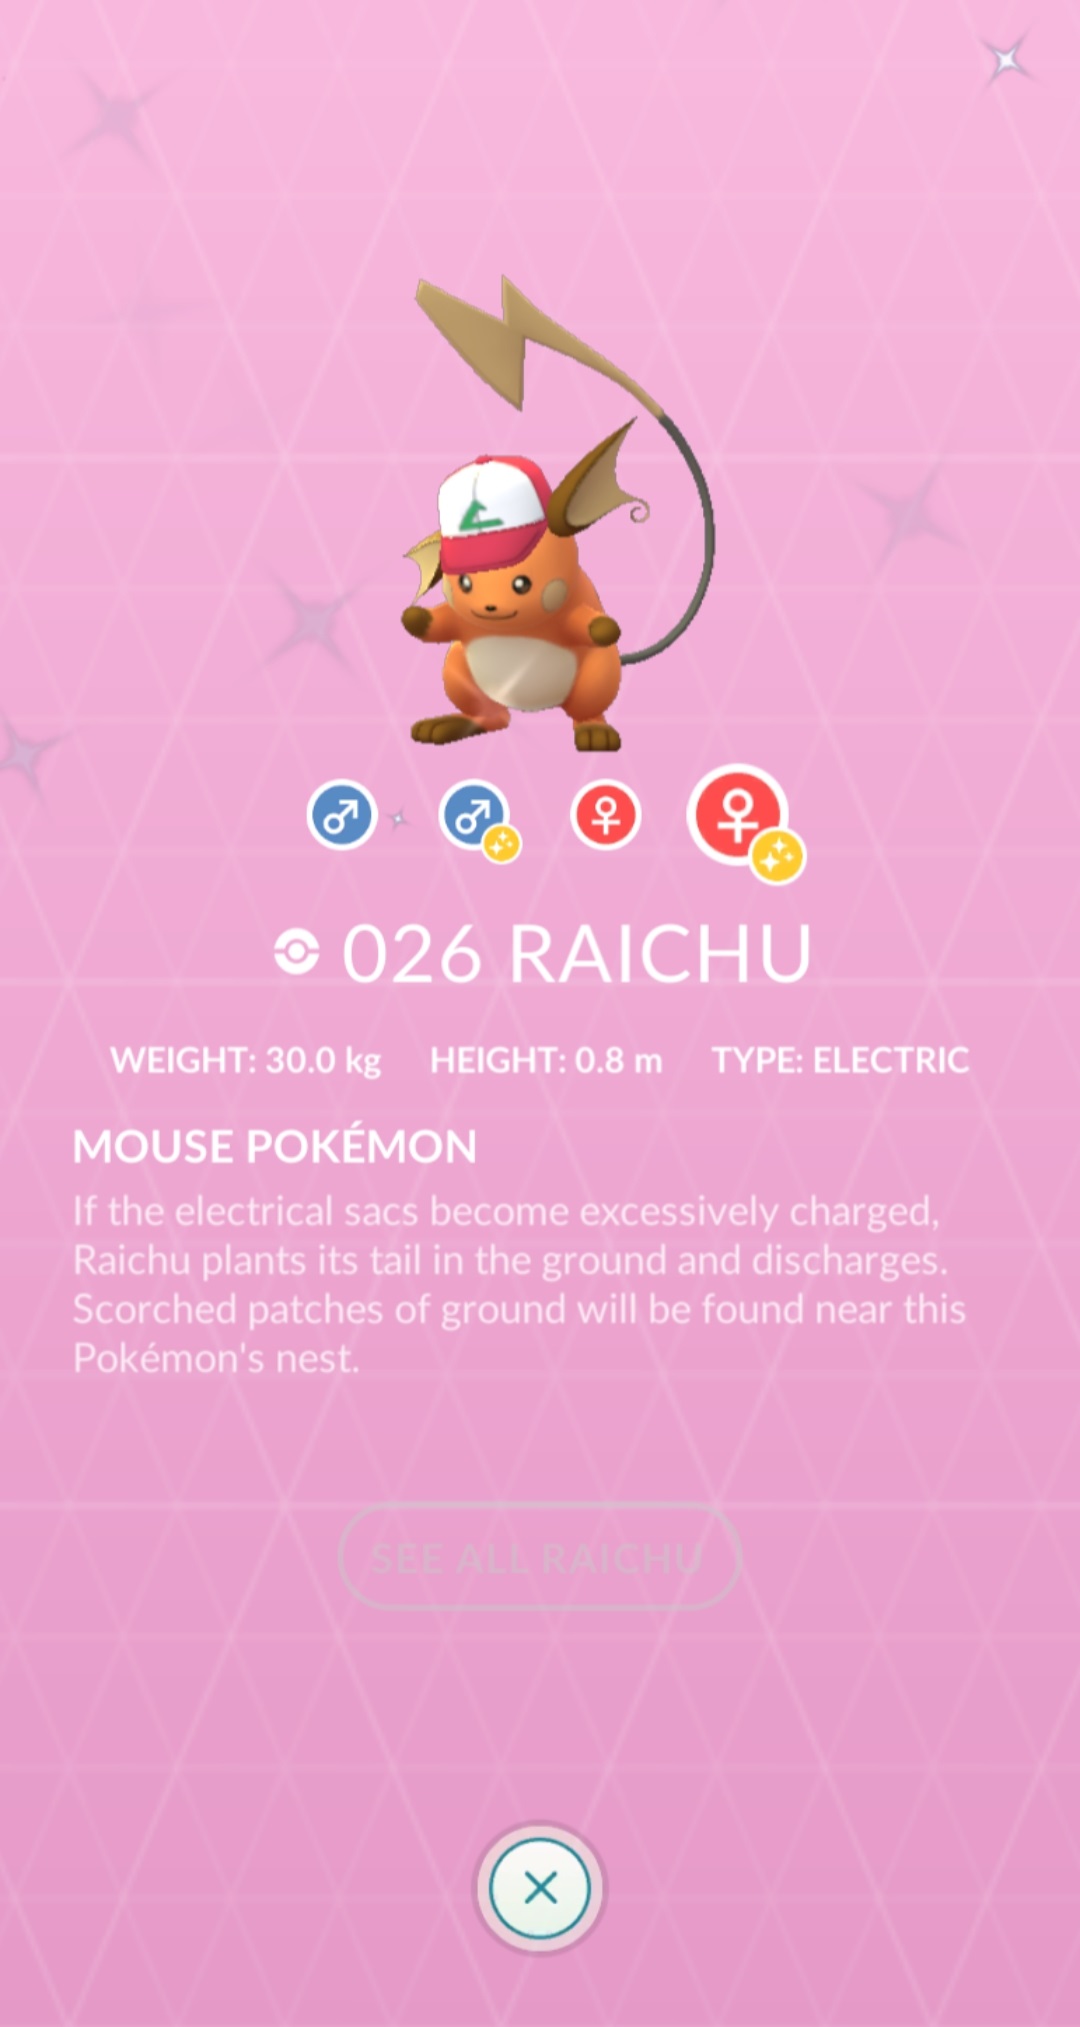 026 RAICHU
WEIGHT: 30.0 kg HEIGHT: 0.8 m TYPE: ELECTRIC
MOUSE POKÉMON
If the electrical sacs become excessively charged,
Raichu plants its tail in the ground and discharges.
Scorched patches of ground will be found near this
Pokémon's nest.
SEE ALL RAICHU